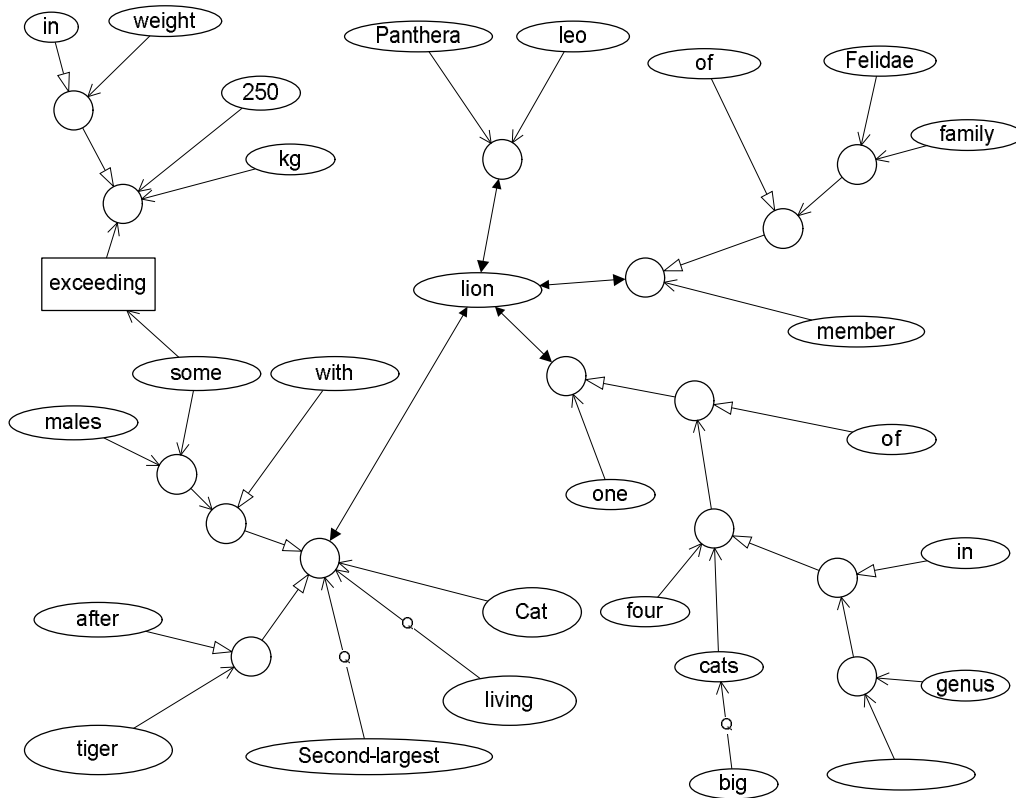 in
weight
Panthera
leo
of
Felidae
250
family
kg
exceeding
lion
member
some
with
males
of
one
in
four
Cat
after
Q
Q
cats
genus
living
tiger
Second-largest
Q
big